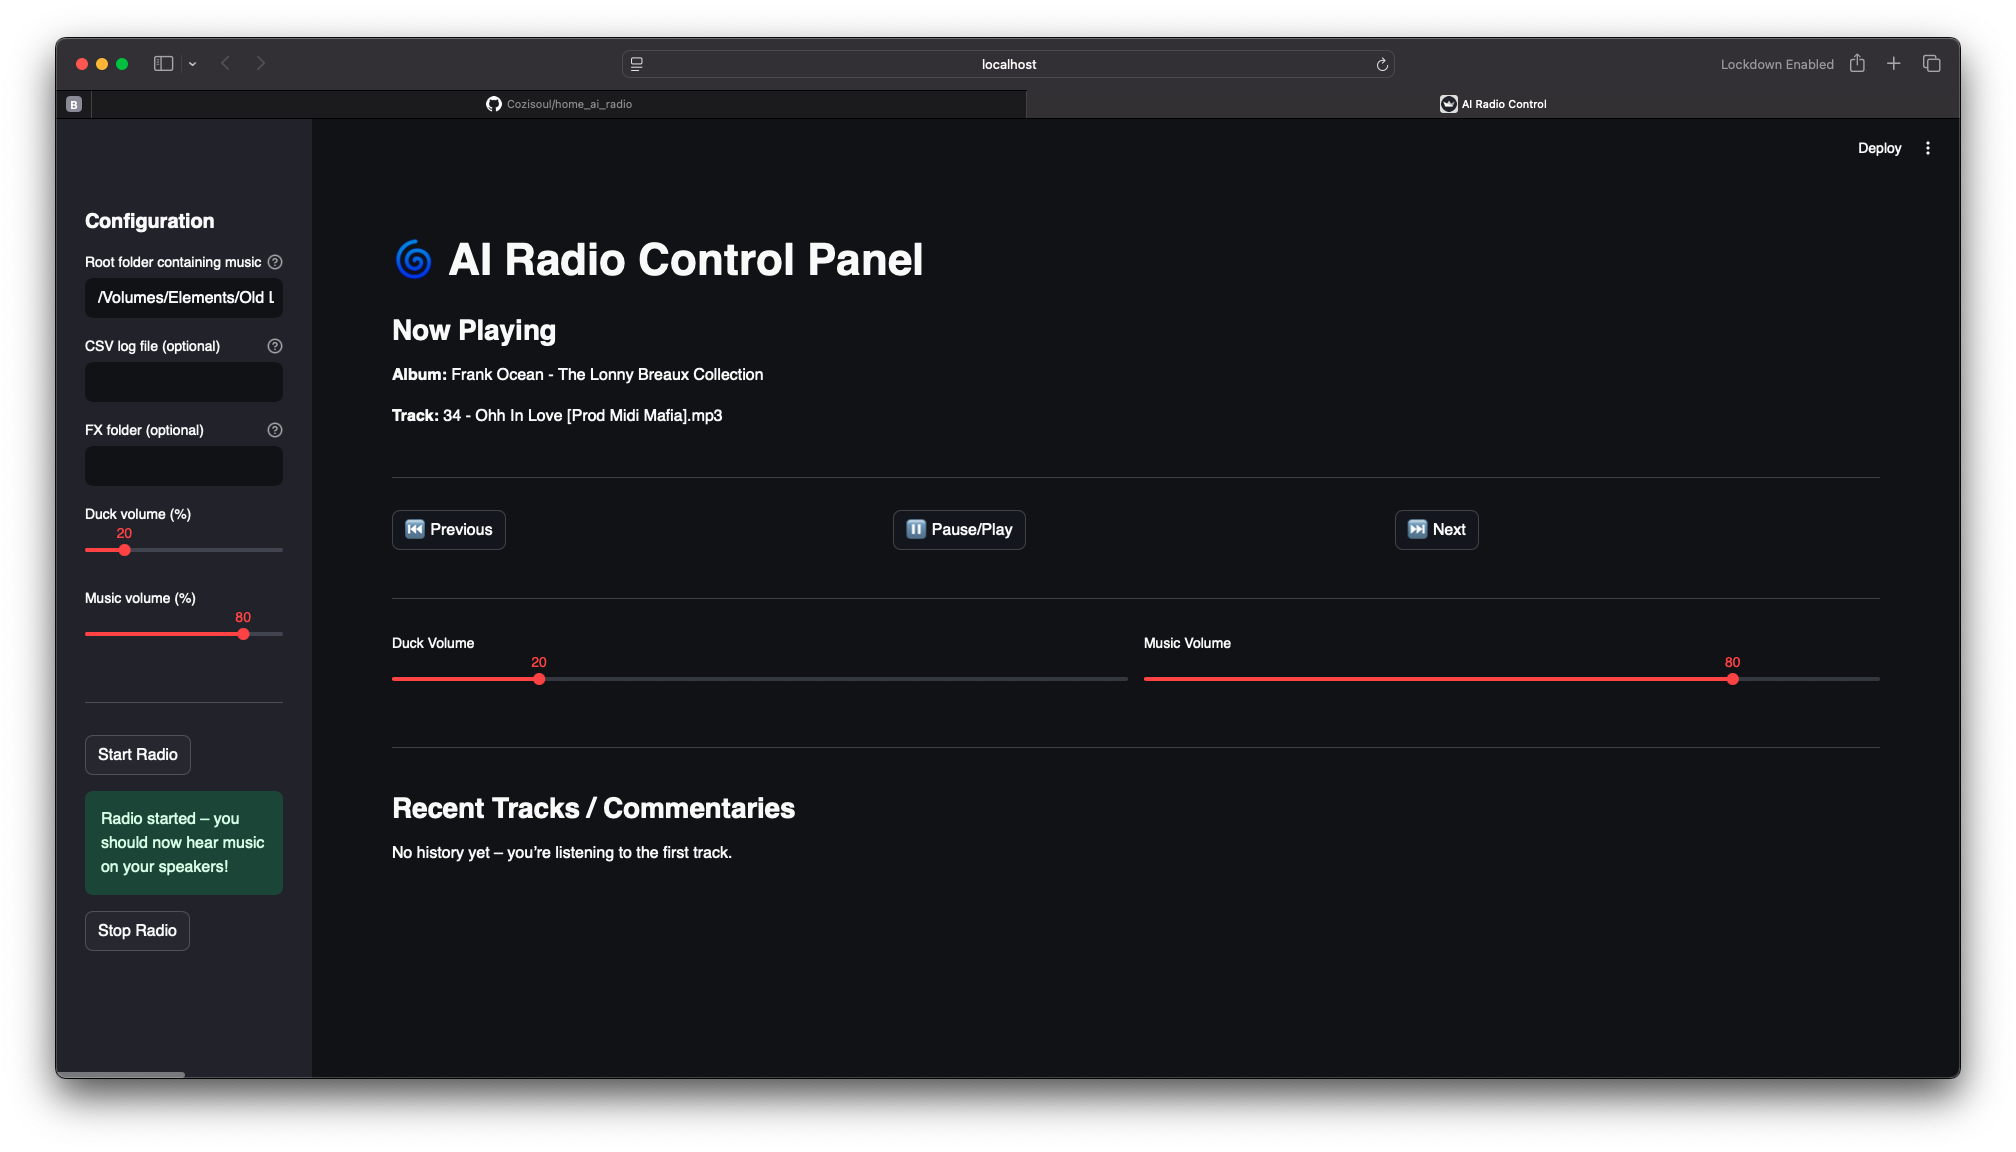 localhost
Lockdown Enabled
B
Cozisoul/home_ai_radio
AI Radio Control
Deploy
Configuration
Root folder containing music
/Volumes/Elements/Old L
CSV log file (optional)
FX folder (optional)
Duck volume (%)
20
Music volume (%)
80
Start Radio
Radio started – you
should now hear music
on your speakers!
Stop Radio
AI Radio Control Panel
Now Playing
Album: Frank Ocean - The Lonny Breaux Collection
Track: 34 - Ohh In Love [Prod Midi Mafia].mp3
Previous
Pause/Play
Next
Duck Volume
20
Music Volume
80
Recent Tracks / Commentaries
No history yet – you’re listening to the first track.